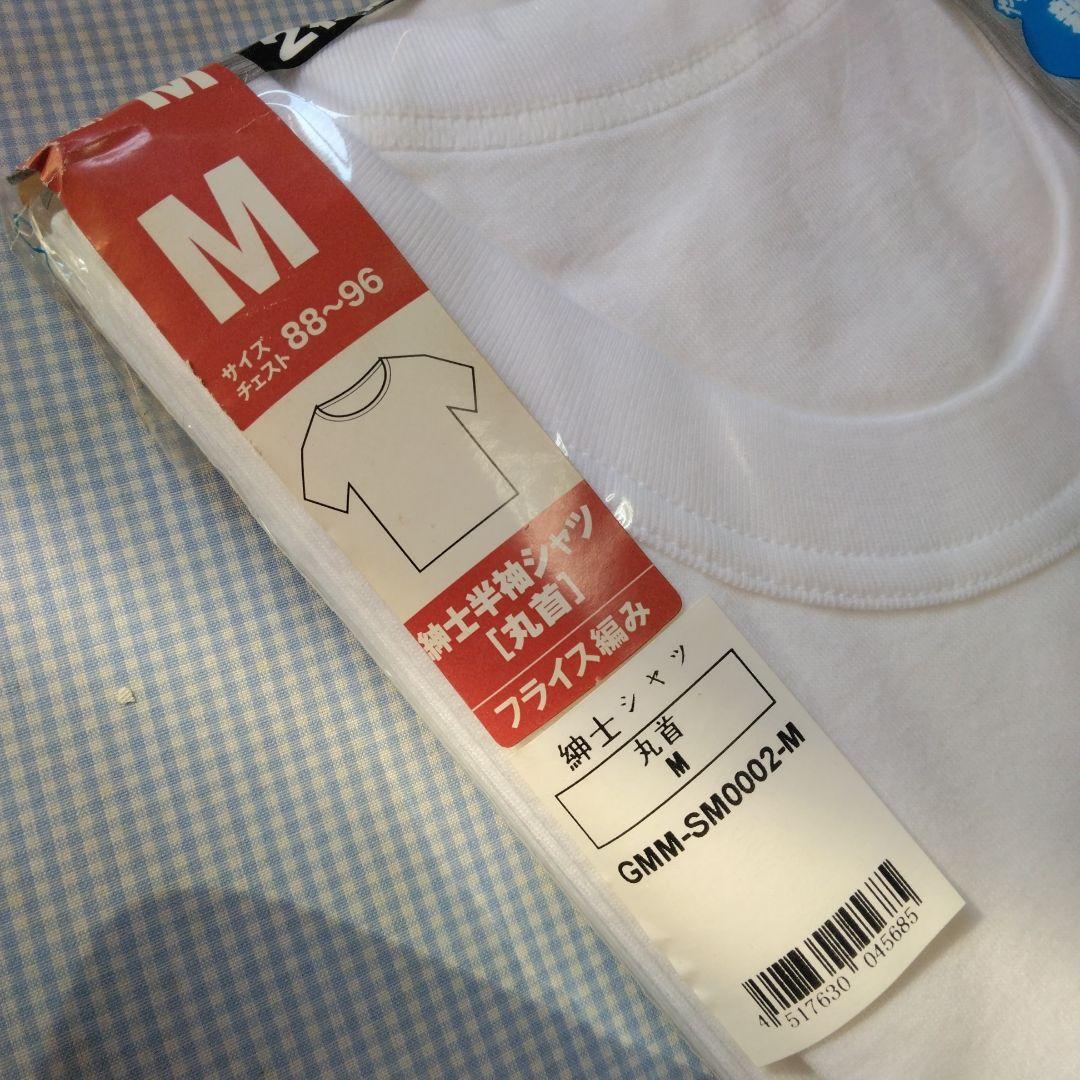 M
M
サイズ
チェスト 88~96
紳士半袖シャツ
[丸首]
フライス編み
紳士シャツ
丸首
M
GMM-SM0002-M
4 517630 045685